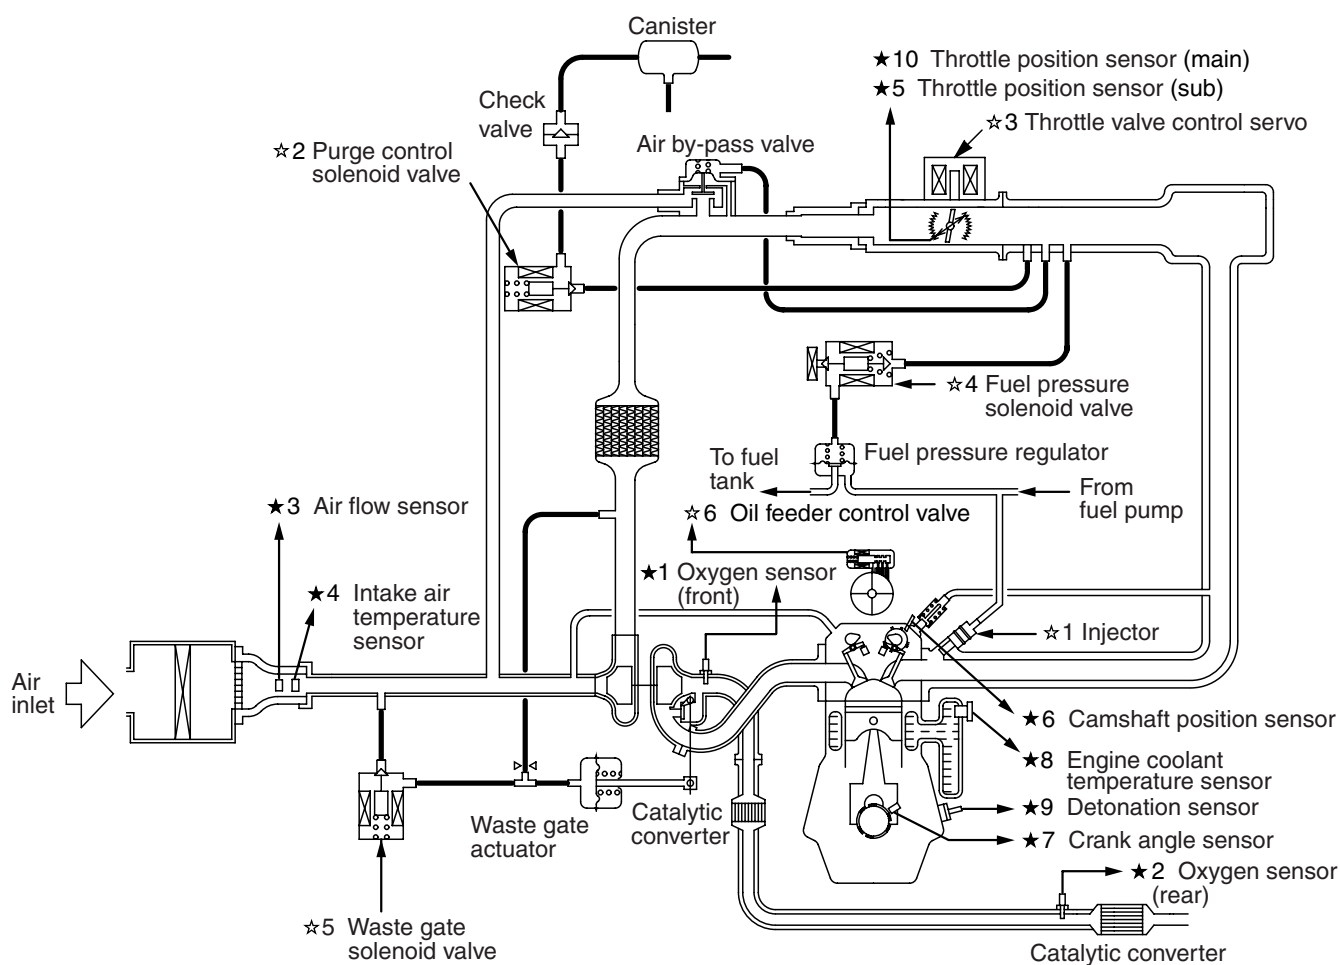 Canister
★10 Throttle position sensor (main)
★5 Throttle position sensor (sub)
☆3 Throttle valve control servo
Check
valve
Air by-pass valve
☆2 Purge control
solenoid valve
☆4 Fuel pressure
solenoid valve
Fuel pressure regulator
To fuel
tank
From
fuel pump
★3 Air flow sensor
☆6 Oil feeder control valve
★1 Oxygen sensor
(front)
★4 Intake air
temperature
sensor
☆1 Injector
Air
inlet
★6 Camshaft position sensor
★8 Engine coolant
temperature sensor
★9 Detonation sensor
Waste gate
actuator
Catalytic
converter
★7 Crank angle sensor
★2 Oxygen sensor
(rear)
☆5 Waste gate
solenoid valve
Catalytic converter